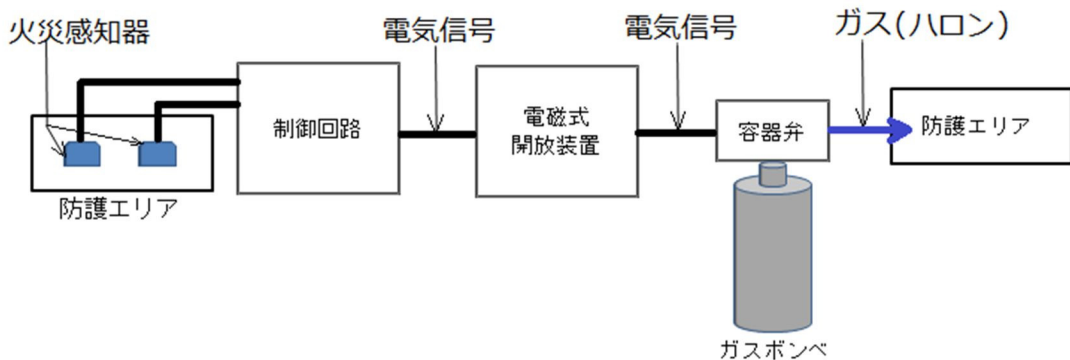 火災感知器
電気信号
電気信号
ガス(ハロン)
制御回路
電磁式
開放装置
容器弁
防護エリア
防護エリア
ガスボンベ